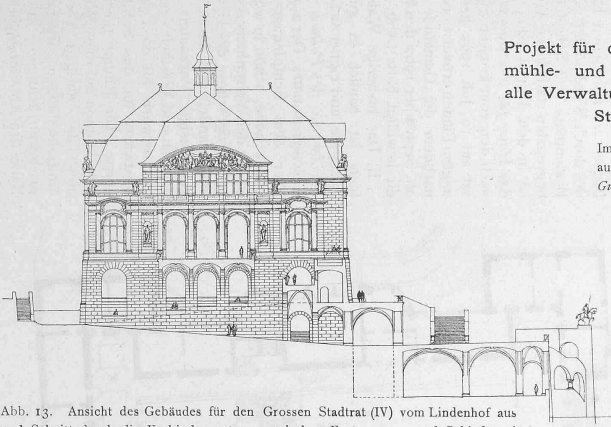 Projekt für
mühle- und
alle Verwaltu
St
Im
au
Gu
Abb. 13. Ansicht des Gebäudes für den Grossen Stadtrat (IV) vom Lindenhof aus